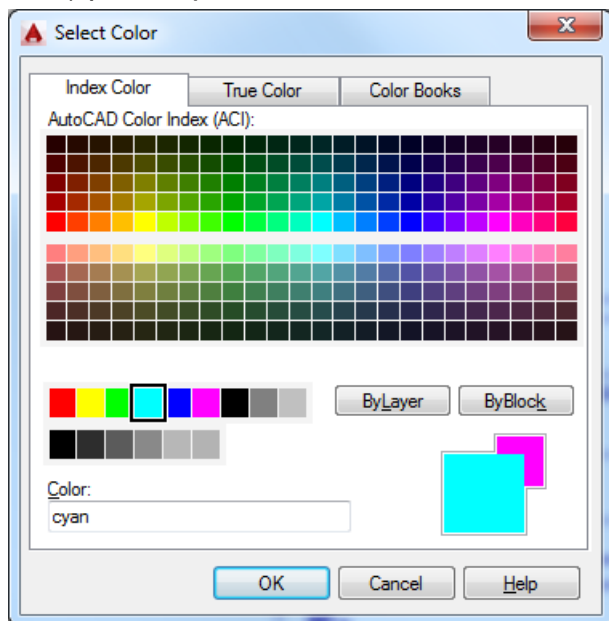 Select Color
Index Color True Color Color Books
AutoCAD Color Index (ACI):
ByLayer ByBlock
Color:
cyan
OK Cancel Help